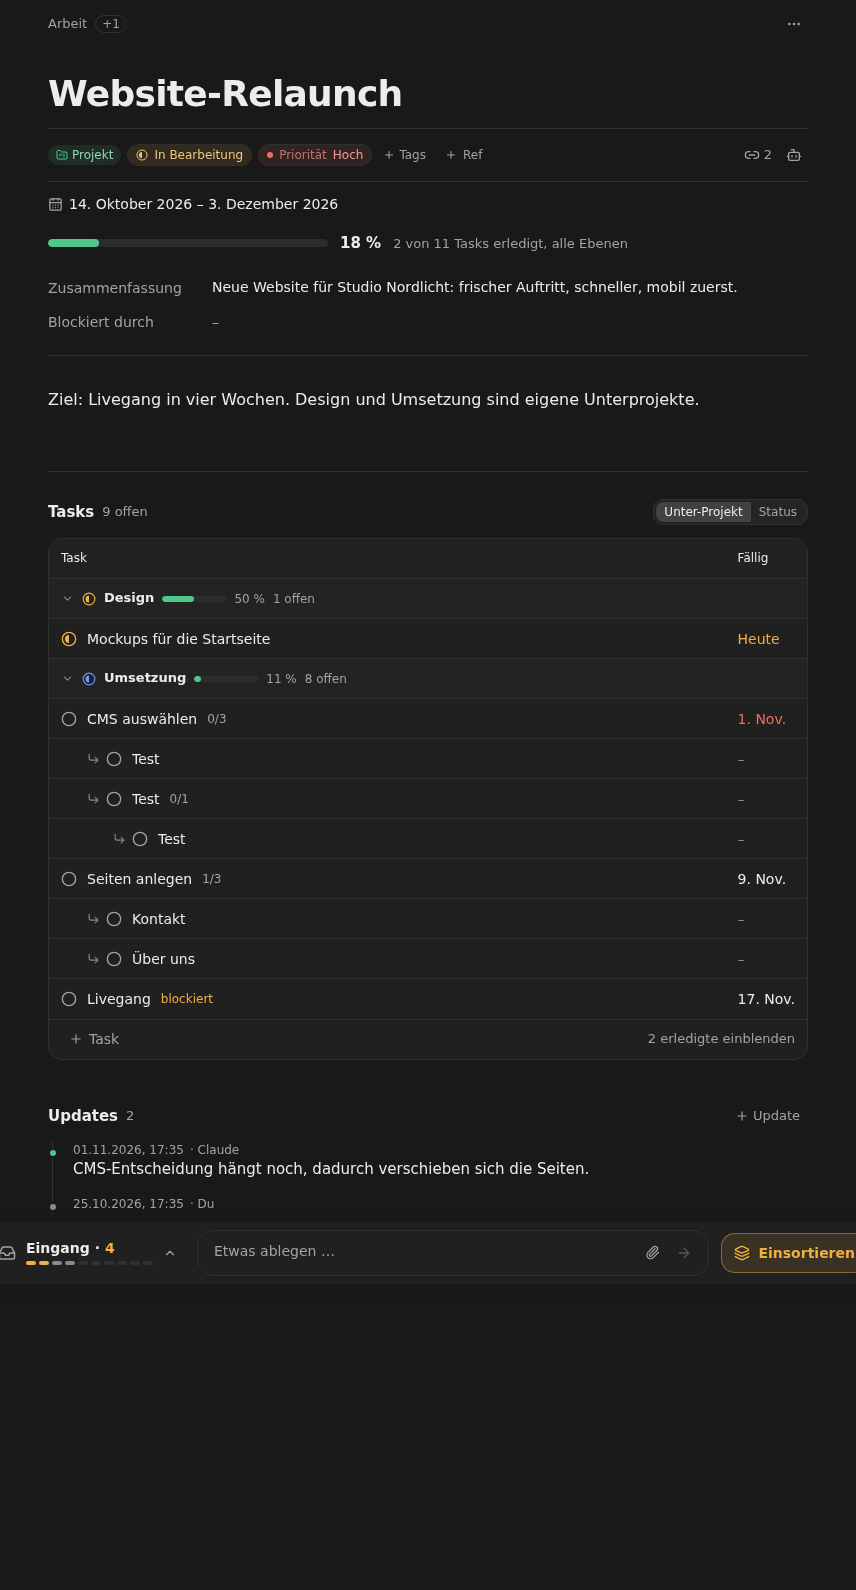 Arbeit +1
Website-Relaunch
Projekt In Bearbeitung Priorität Hoch + Tags + Ref 2
14. Oktober 2026 – 3. Dezember 2026
18 % 2 von 11 Tasks erledigt, alle Ebenen
Zusammenfassung Neue Website für Studio Nordlicht: frischer Auftritt, schneller, mobil zuerst.
Blockiert durch –
Ziel: Livegang in vier Wochen. Design und Umsetzung sind eigene Unterprojekte.
Tasks 9 offen Unter-Projekt Status
Task Fällig
Design 50 % 1 offen
Mockups für die Startseite Heute
Umsetzung 11 % 8 offen
CMS auswählen 0/3 1. Nov.
Test –
Test 0/1 –
Test –
Seiten anlegen 1/3 9. Nov.
Kontakt –
Über uns –
Livegang blockiert 17. Nov.
+ Task 2 erledigte einblenden
Updates 2 + Update
01.11.2026, 17:35 · Claude
CMS-Entscheidung hängt noch, dadurch verschieben sich die Seiten.
25.10.2026, 17:35 · Du
Eingang · 4 Etwas ablegen … Einsortieren